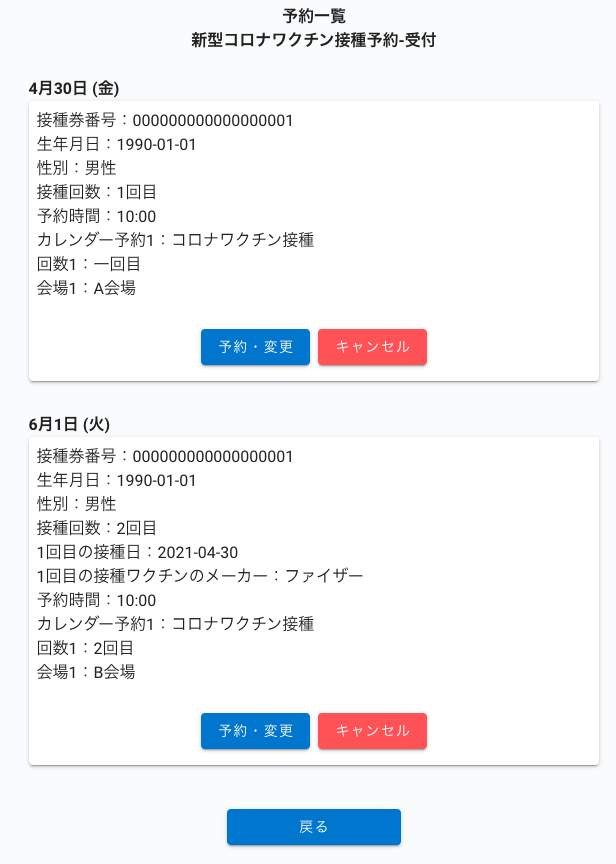 予約一覧
新型コロナワクチン接種予約-受付
4月30日 (金)
接種券番号：000000000000000001
生年月日：1990-01-01
性別：男性
接種回数：1回目
予約時間：10:00
カレンダー予約1：コロナワクチン接種
回数1：一回目
会場1：A会場
予約・変更 キャンセル
6月1日 (火)
接種券番号：000000000000000001
生年月日：1990-01-01
性別：男性
接種回数：2回目
1回目の接種日：2021-04-30
1回目の接種ワクチンのメーカー：ファイザー
予約時間：10:00
カレンダー予約1：コロナワクチン接種
回数1：2回目
会場1：B会場
予約・変更 キャンセル
戻る